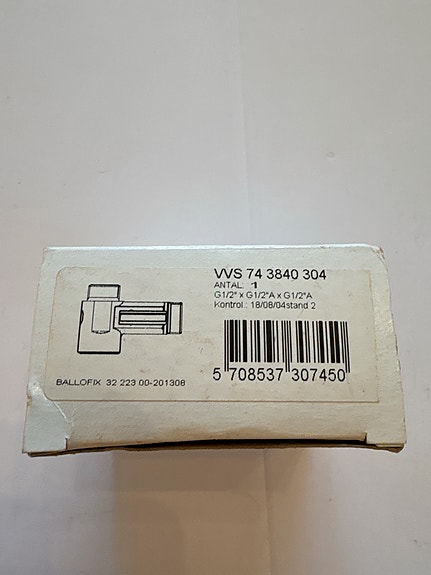 VVS 74 3840 304
ANTAL: 1
G1/2" x G1/2"A x G1/2"A
Kontrol.: 18/08/04stand 2
5 708537 307450
BALLOFIX 32 223 00-201308